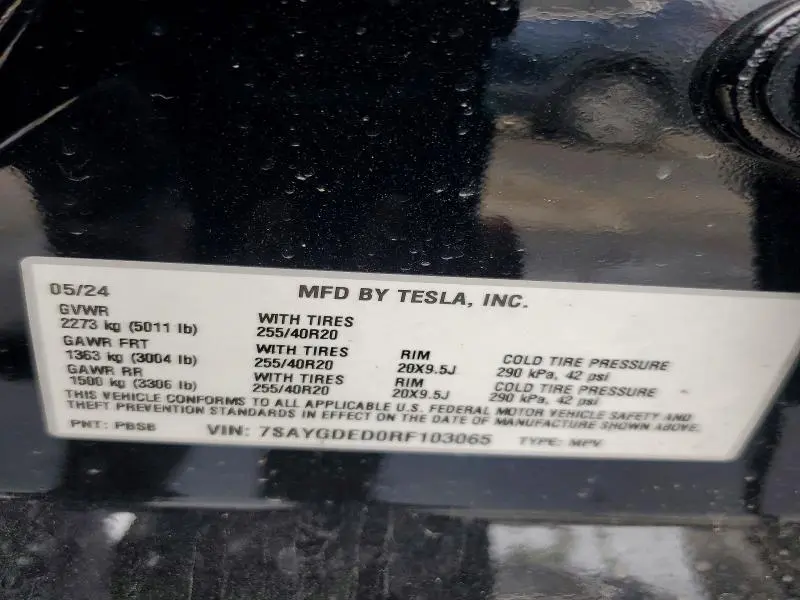 05/24 MFD BY TESLA, INC.
GVWR
2273 kg (5011 lb) WITH TIRES 255/40R20
GAWR FRT
1363 kg (3004 lb) WITH TIRES 255/40R20 RIM 20X9.5J COLD TIRE PRESSURE 290 kPa, 42 psi
GAWR RR
1500 kg (3306 lb) WITH TIRES 255/40R20 RIM 20X9.5J COLD TIRE PRESSURE 290 kPa, 42 psi
THIS VEHICLE CONFORMS TO ALL APPLICABLE U.S. FEDERAL MOTOR VEHICLE SAFETY AND
THEFT PREVENTION STANDARDS IN EFFECT ON THE DATE OF MANUFACTURE SHOWN ABOVE.
PNT: PBSB VIN: 7SAYGDED0RF103065 TYPE: MPV